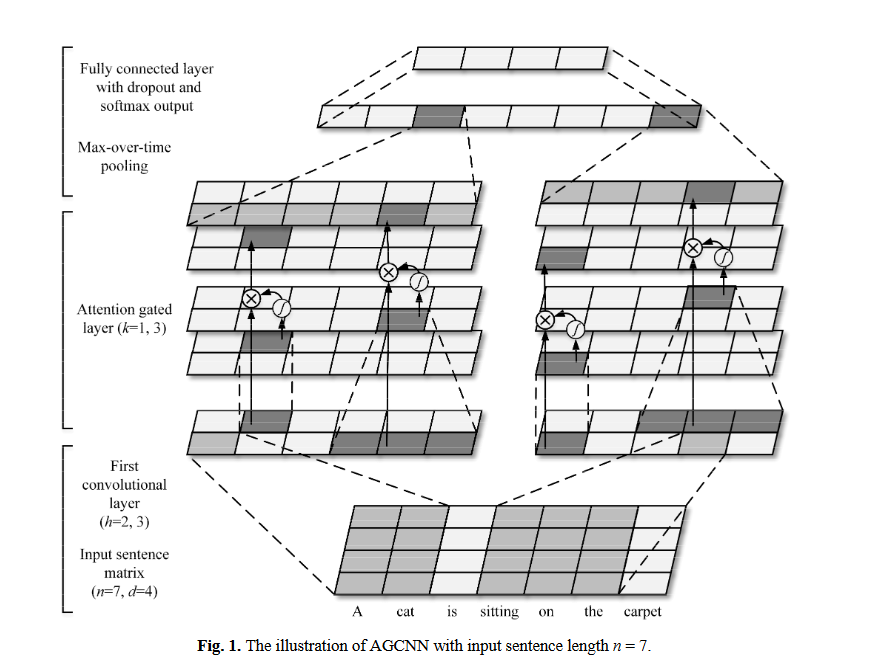 Fully connected layer
with dropout and
softmax output
Max-over-time
pooling
Attention gated
layer (k=1, 3)
First
convolutional
layer
(h=2, 3)
Input sentence
matrix
(n=7, d=4)
A cat is sitting on the carpet
Fig. 1. The illustration of AGCNN with input sentence length n = 7.